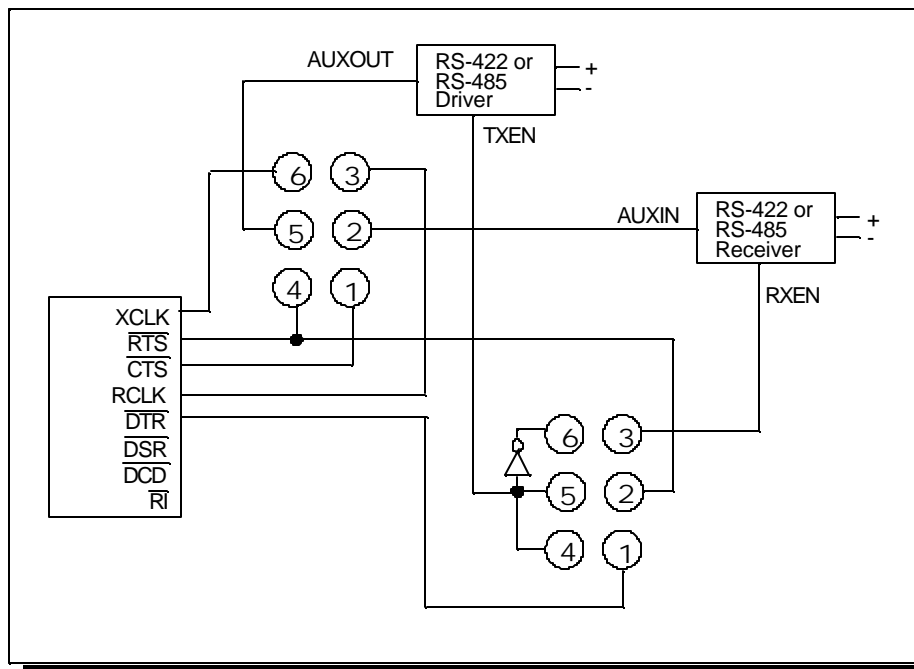 AUXOUT
RS-422 or
RS-485
Driver
+
-
TXEN
6 3
5 2
4 1
AUXIN
RS-422 or
RS-485
Receiver
+
-
RXEN
XCLK
RTS
CTS
RCLK
DTR
DSR
DCD
RI
6 3
5 2
4 1